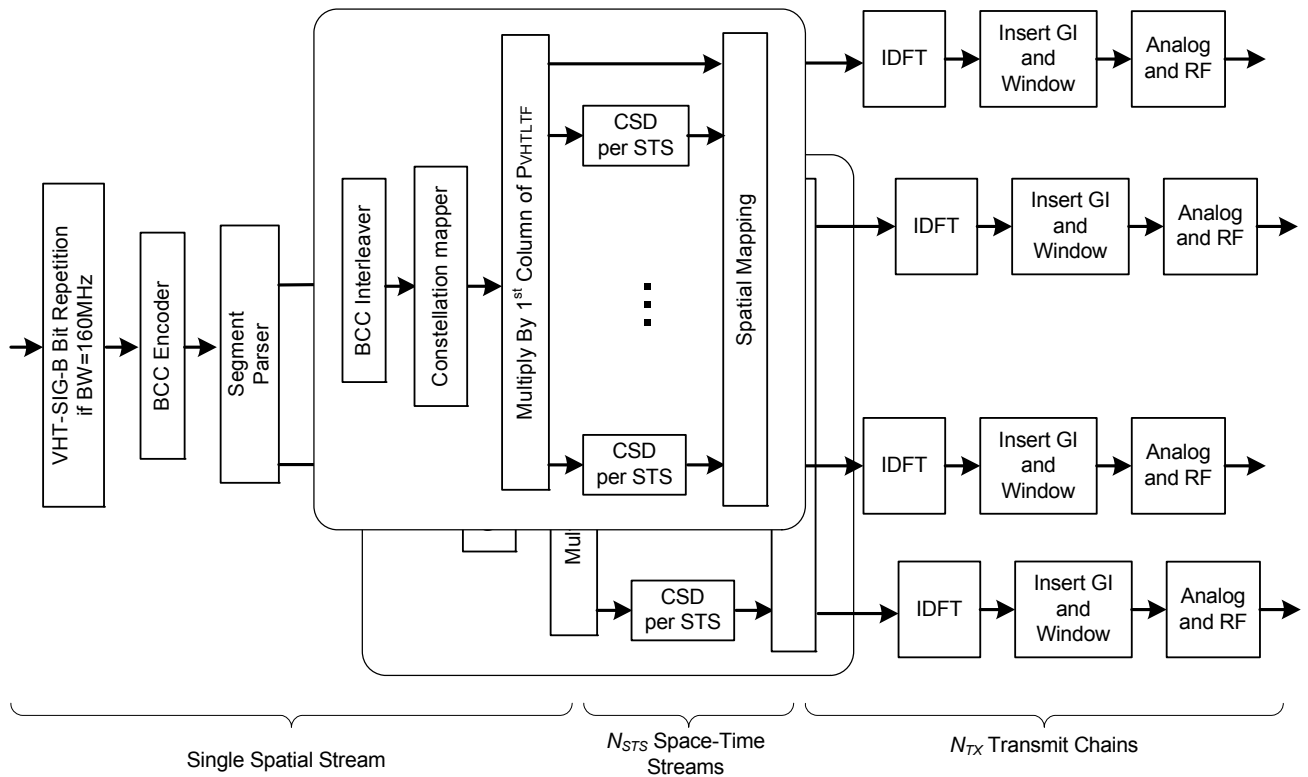 VHT-SIG-B Bit Repetition
if BW=160MHz
BCC Encoder
Segment
Parser
BCC Interleaver
Constellation mapper
Multiply By 1st Column of PVHTLTF
CSD
per STS
CSD
per STS
Spatial Mapping
IDFT
Insert GI
and
Window
Analog
and RF
IDFT
Insert GI
and
Window
Analog
and RF
IDFT
Insert GI
and
Window
Analog
and RF
CSD
per STS
IDFT
Insert GI
and
Window
Analog
and RF
Single Spatial Stream
NSTS Space-Time
Streams
NTX Transmit Chains